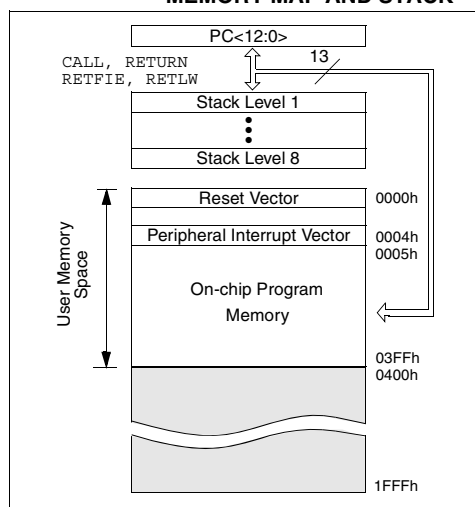 MEMORY MAP AND STACK
PC<12:0>
CALL, RETURN
RETFIE, RETLW
13
Stack Level 1
Stack Level 8
Reset Vector
0000h
Peripheral Interrupt Vector
0004h
0005h
User Memory
Space
On-chip Program
Memory
03FFh
0400h
1FFFh